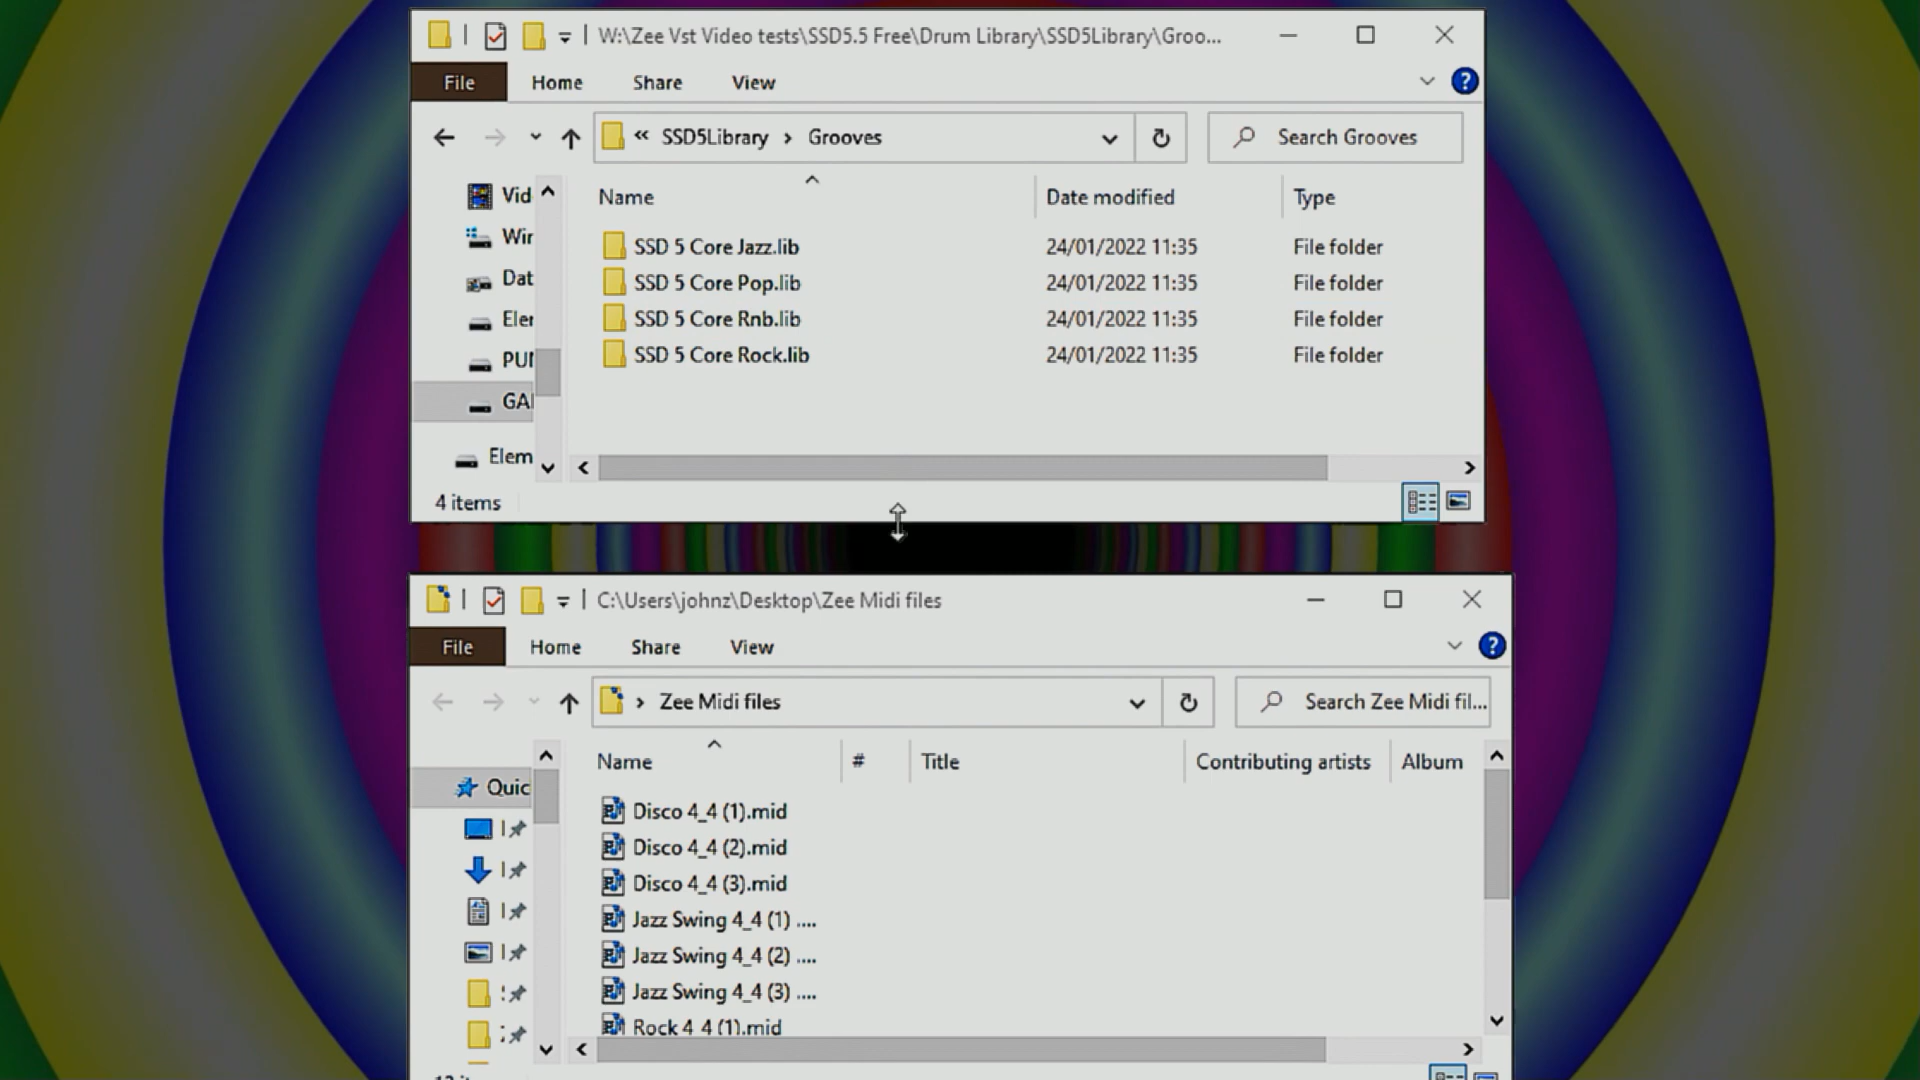 W:\Zee Vst Video tests\SSD5.5 Free\Drum Library\SSD5Library\Groo...
File Home Share View
« SSD5Library > Grooves
Search Grooves
Name Date modified Type
SSD 5 Core Jazz.lib 24/01/2022 11:35 File folder
SSD 5 Core Pop.lib 24/01/2022 11:35 File folder
SSD 5 Core Rnb.lib 24/01/2022 11:35 File folder
SSD 5 Core Rock.lib 24/01/2022 11:35 File folder
Vid
Wir
Dat
Eler
PUI
GAI
Elem
4 items
C:\Users\johnz\Desktop\Zee Midi files
File Home Share View
> Zee Midi files
Search Zee Midi fil...
Name # Title Contributing artists Album
Quic
Disco 4_4 (1).mid
Disco 4_4 (2).mid
Disco 4_4 (3).mid
Jazz Swing 4_4 (1) ....
Jazz Swing 4_4 (2) ....
Jazz Swing 4_4 (3) ....
Rock 4_4 (1).mid